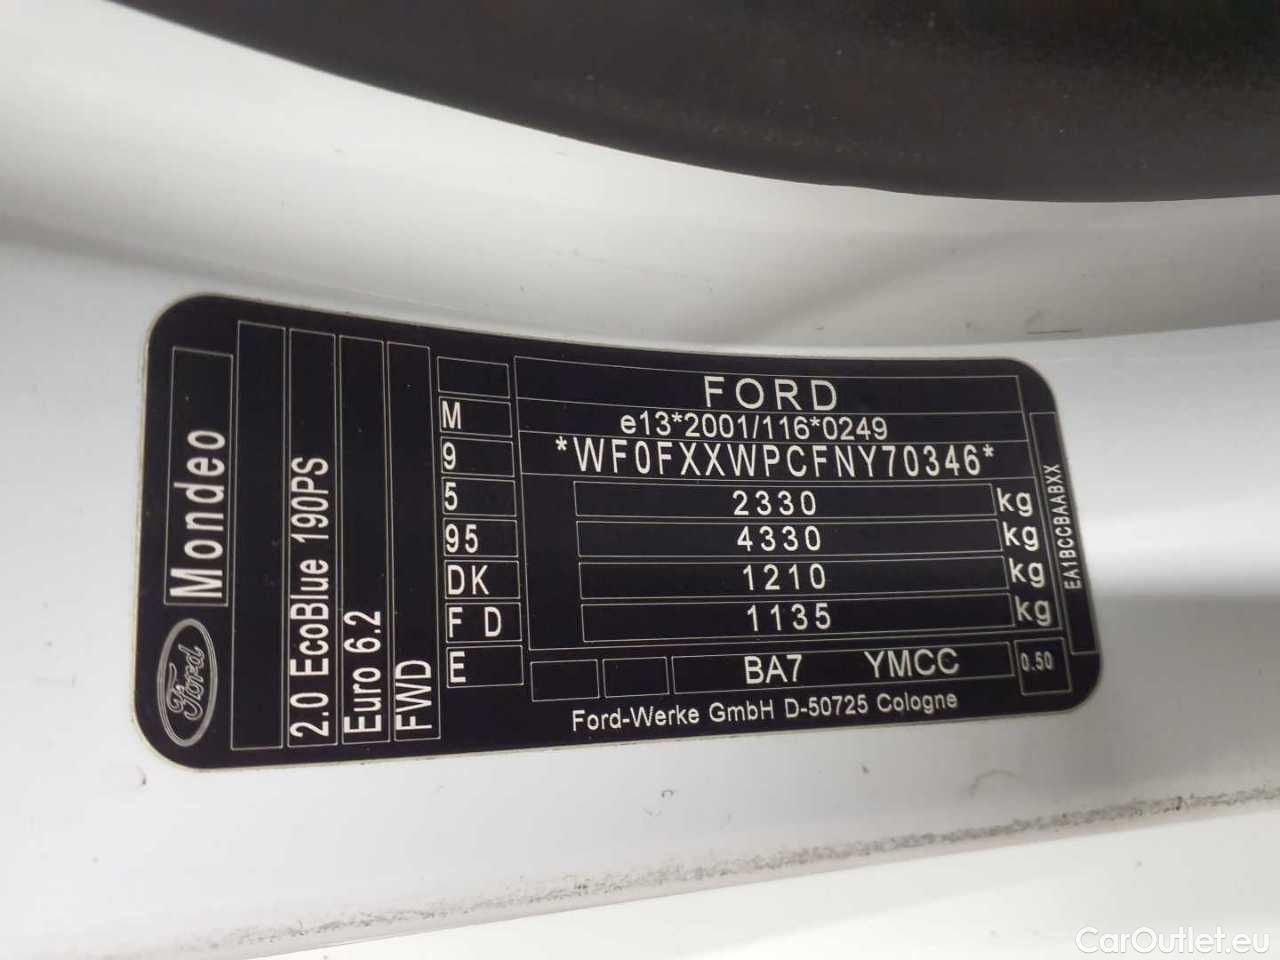 Ford
Mondeo
2.0 EcoBlue 190PS
Euro 6.2
FWD
M
9
5
95
DK
F D
E
FORD
e13*2001/116*0249
*WF0FXXWPCFNY70346*
2330 kg
4330 kg
1210 kg
1135 kg
BA7 YMCC 0.50
Ford-Werke GmbH D-50725 Cologne
EA1BCCBAABXX
CarOutlet.eu